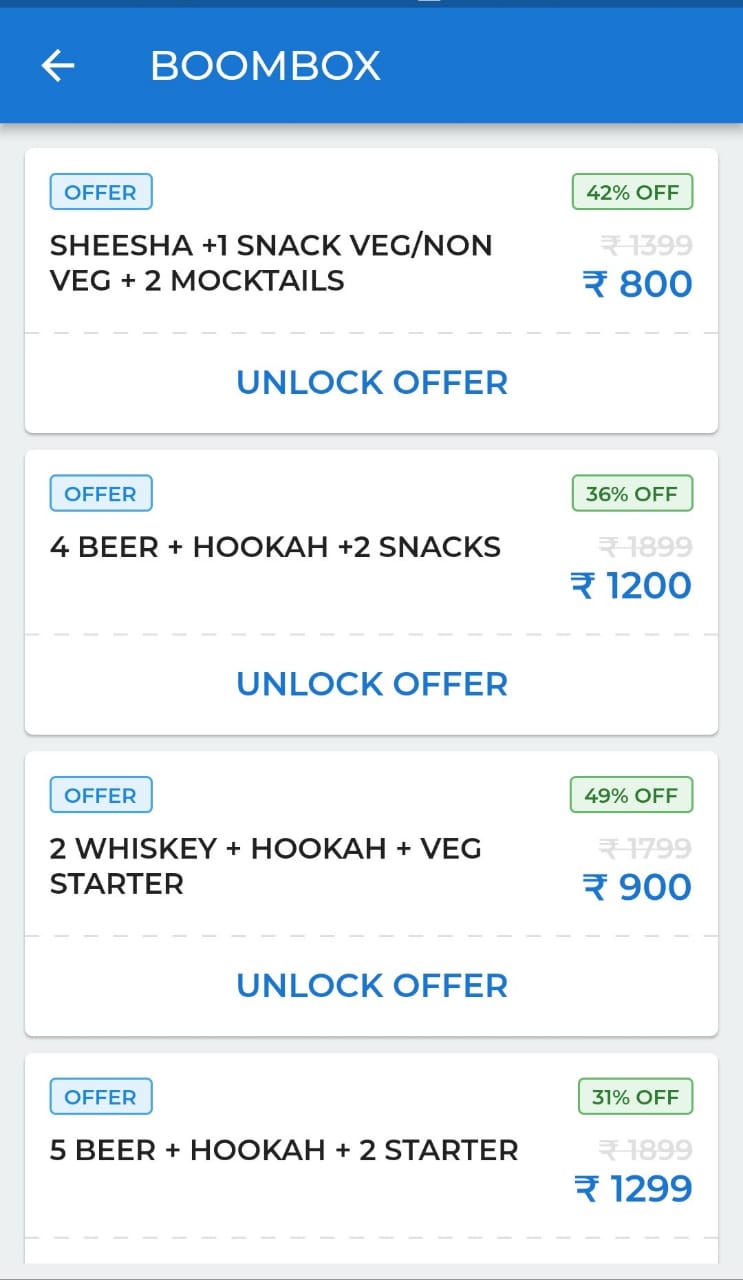 BOOMBOX
OFFER
42% OFF
SHEESHA +1 SNACK VEG/NON
VEG + 2 MOCKTAILS
₹ 1399
₹ 800
UNLOCK OFFER
OFFER
36% OFF
4 BEER + HOOKAH +2 SNACKS
₹ 1899
₹ 1200
UNLOCK OFFER
OFFER
49% OFF
2 WHISKEY + HOOKAH + VEG
STARTER
₹ 1799
₹ 900
UNLOCK OFFER
OFFER
31% OFF
5 BEER + HOOKAH + 2 STARTER
₹ 1899
₹ 1299